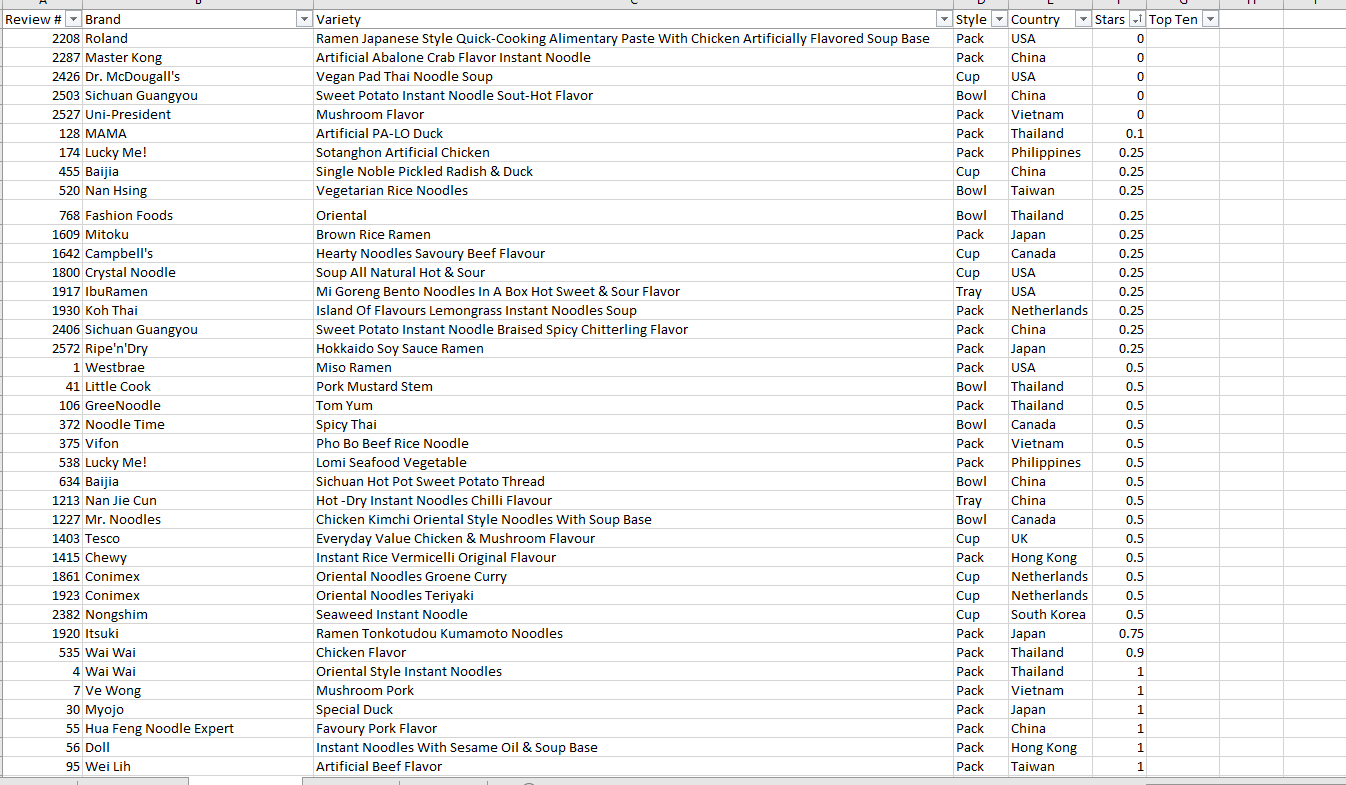 Review # Brand Variety Style Country Stars Top Ten
2208 Roland Ramen Japanese Style Quick-Cooking Alimentary Paste With Chicken Artificially Flavored Soup Base Pack USA 0
2287 Master Kong Artificial Abalone Crab Flavor Instant Noodle Pack China 0
2426 Dr. McDougall's Vegan Pad Thai Noodle Soup Cup USA 0
2503 Sichuan Guangyou Sweet Potato Instant Noodle Sout-Hot Flavor Bowl China 0
2527 Uni-President Mushroom Flavor Pack Vietnam 0
128 MAMA Artificial PA-LO Duck Pack Thailand 0.1
174 Lucky Me! Sotanghon Artificial Chicken Pack Philippines 0.25
455 Baijia Single Noble Pickled Radish & Duck Cup China 0.25
520 Nan Hsing Vegetarian Rice Noodles Bowl Taiwan 0.25
768 Fashion Foods Oriental Bowl Thailand 0.25
1609 Mitoku Brown Rice Ramen Pack Japan 0.25
1642 Campbell's Hearty Noodles Savoury Beef Flavour Cup Canada 0.25
1800 Crystal Noodle Soup All Natural Hot & Sour Cup USA 0.25
1917 IbuRamen Mi Goreng Bento Noodles In A Box Hot Sweet & Sour Flavor Tray USA 0.25
1930 Koh Thai Island Of Flavours Lemongrass Instant Noodles Soup Pack Netherlands 0.25
2406 Sichuan Guangyou Sweet Potato Instant Noodle Braised Spicy Chitterling Flavor Pack China 0.25
2572 Ripe'n'Dry Hokkaido Soy Sauce Ramen Pack Japan 0.25
1 Westbrae Miso Ramen Pack USA 0.5
41 Little Cook Pork Mustard Stem Bowl Thailand 0.5
106 GreeNoodle Tom Yum Pack Thailand 0.5
372 Noodle Time Spicy Thai Bowl Canada 0.5
375 Vifon Pho Bo Beef Rice Noodle Pack Vietnam 0.5
538 Lucky Me! Lomi Seafood Vegetable Pack Philippines 0.5
634 Baijia Sichuan Hot Pot Sweet Potato Thread Bowl China 0.5
1213 Nan Jie Cun Hot -Dry Instant Noodles Chilli Flavour Tray China 0.5
1227 Mr. Noodles Chicken Kimchi Oriental Style Noodles With Soup Base Bowl Canada 0.5
1403 Tesco Everyday Value Chicken & Mushroom Flavour Cup UK 0.5
1415 Chewy Instant Rice Vermicelli Original Flavour Pack Hong Kong 0.5
1861 Conimex Oriental Noodles Groene Curry Cup Netherlands 0.5
1923 Conimex Oriental Noodles Teriyaki Cup Netherlands 0.5
2382 Nongshim Seaweed Instant Noodle Cup South Korea 0.5
1920 Itsuki Ramen Tonkotudou Kumamoto Noodles Pack Japan 0.75
535 Wai Wai Chicken Flavor Pack Thailand 0.9
4 Wai Wai Oriental Style Instant Noodles Pack Thailand 1
7 Ve Wong Mushroom Pork Pack Vietnam 1
30 Myojo Special Duck Pack Japan 1
55 Hua Feng Noodle Expert Favoury Pork Flavor Pack China 1
56 Doll Instant Noodles With Sesame Oil & Soup Base Pack Hong Kong 1
95 Wei Lih Artificial Beef Flavor Pack Taiwan 1